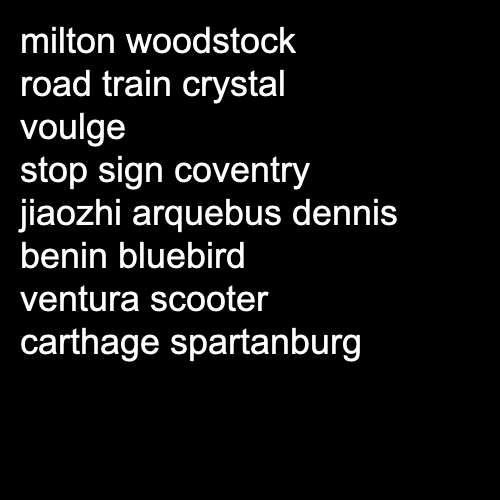 milton woodstock
road train crystal
voulge
stop sign coventry
jiaozhi arquebus dennis
benin bluebird
ventura scooter
carthage spartanburg